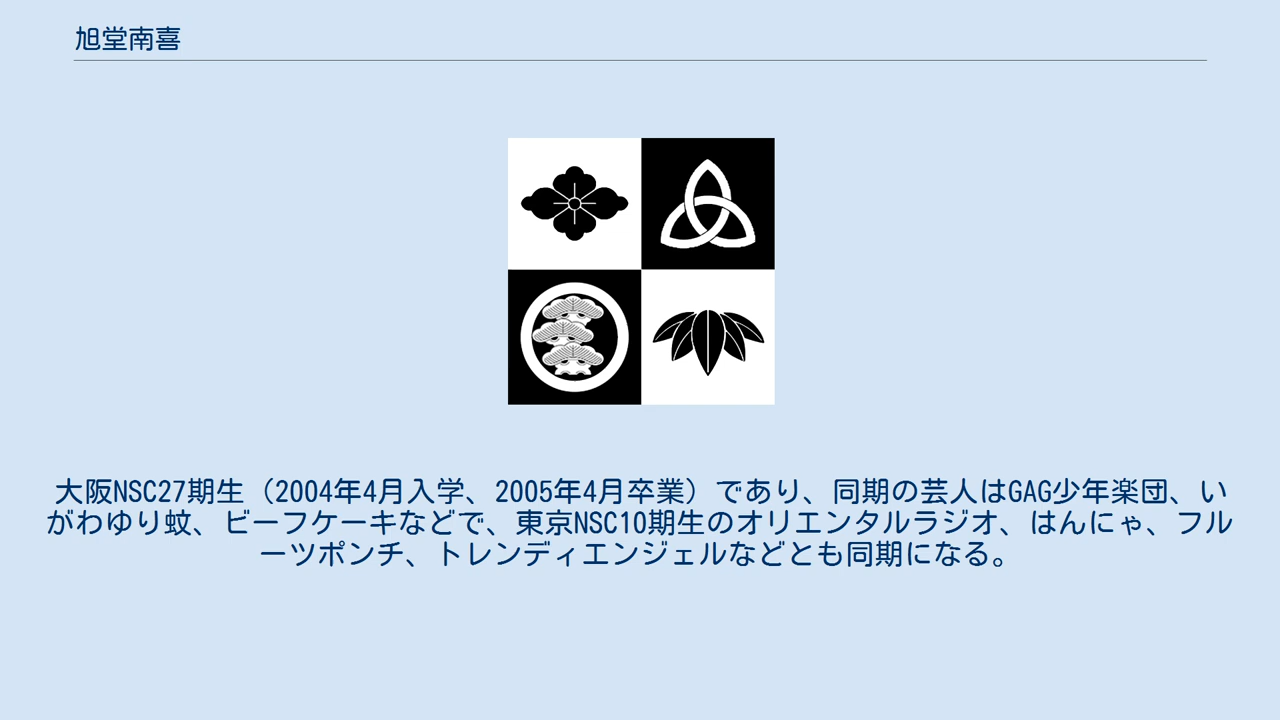 旭堂南喜
大阪NSC27期生（2004年4月入学、2005年4月卒業）であり、同期の芸人はGAG少年楽団、い
がわゆり蚊、ビーフケーキなどで、東京NSC10期生のオリエンタルラジオ、はんにゃ、フル
ーツポンチ、トレンディエンジェルなどとも同期になる。